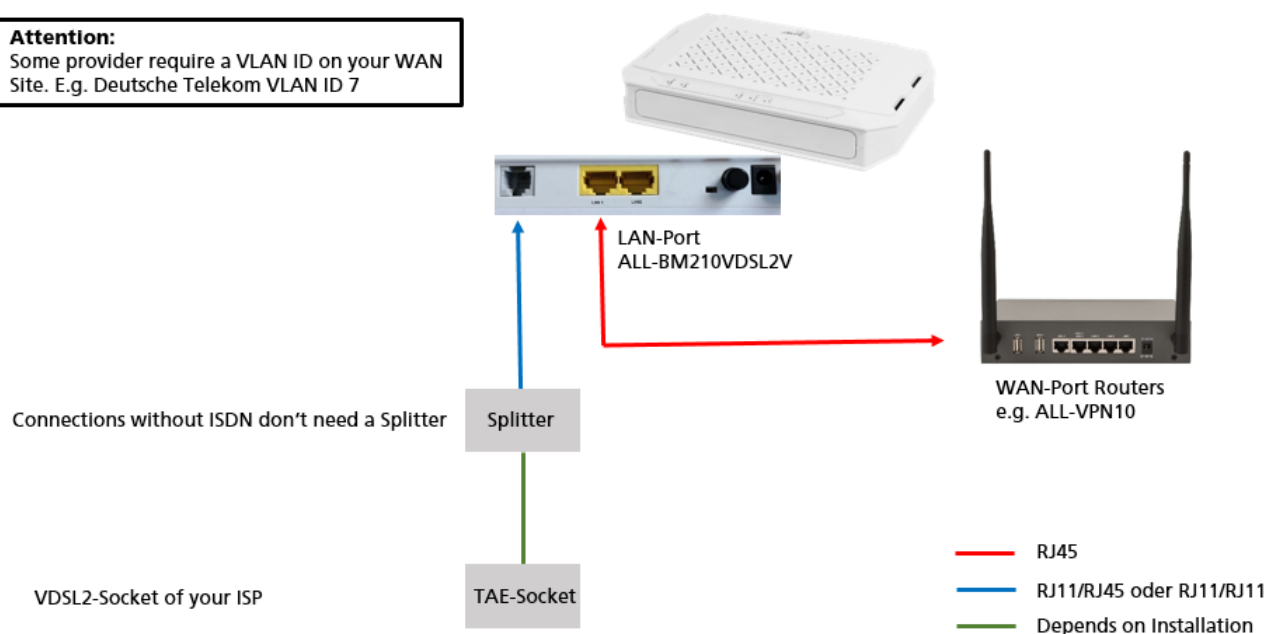 Attention:
Some provider require a VLAN ID on your WAN
Site. E.g. Deutsche Telekom VLAN ID 7
LAN 1
LAN-Port
ALL-BM210VDSL2V
WAN-Port Routers
e.g. ALL-VPN10
Connections without ISDN don't need a Splitter
Splitter
VDSL2-Socket of your ISP
TAE-Socket
RJ45
RJ11/RJ45 oder RJ11/RJ11
Depends on Installation